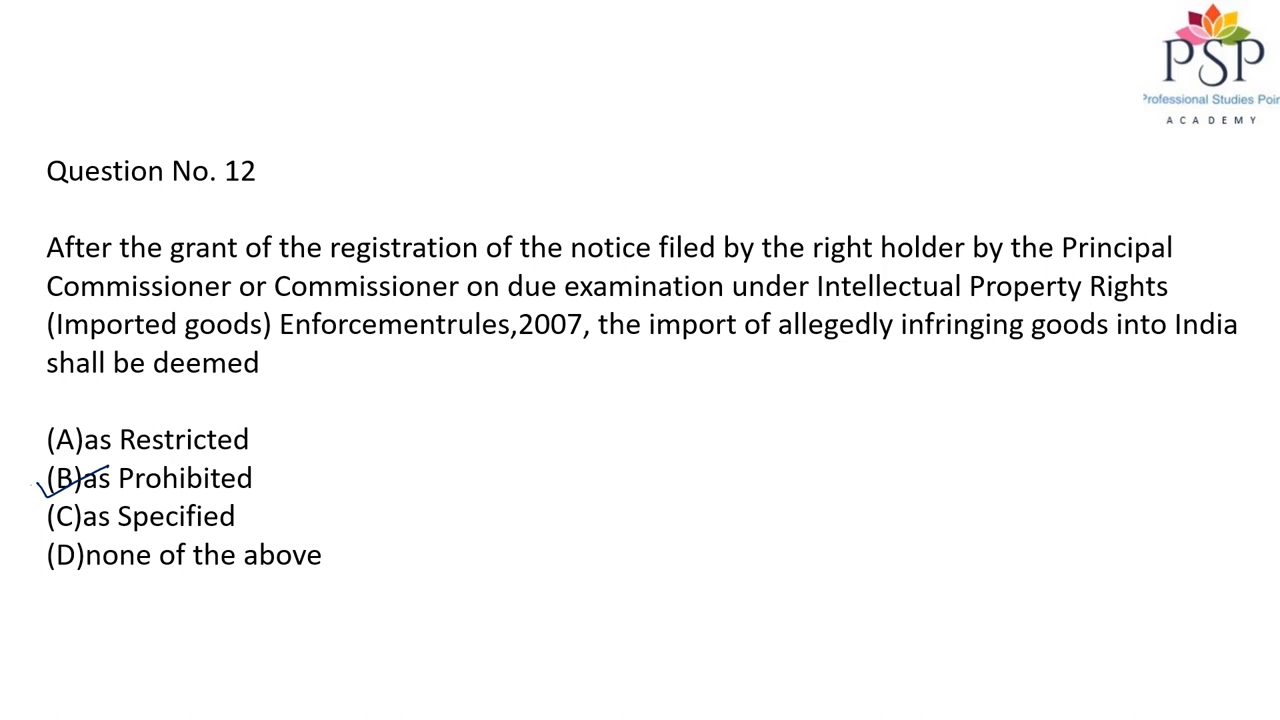 PSP
Professional Studies Poin
ACADEMY
Question No. 12
After the grant of the registration of the notice filed by the right holder by the Principal
Commissioner or Commissioner on due examination under Intellectual Property Rights
(Imported goods) Enforcementrules,2007, the import of allegedly infringing goods into India
shall be deemed
(A)as Restricted
(B)as Prohibited
(C)as Specified
(D)none of the above